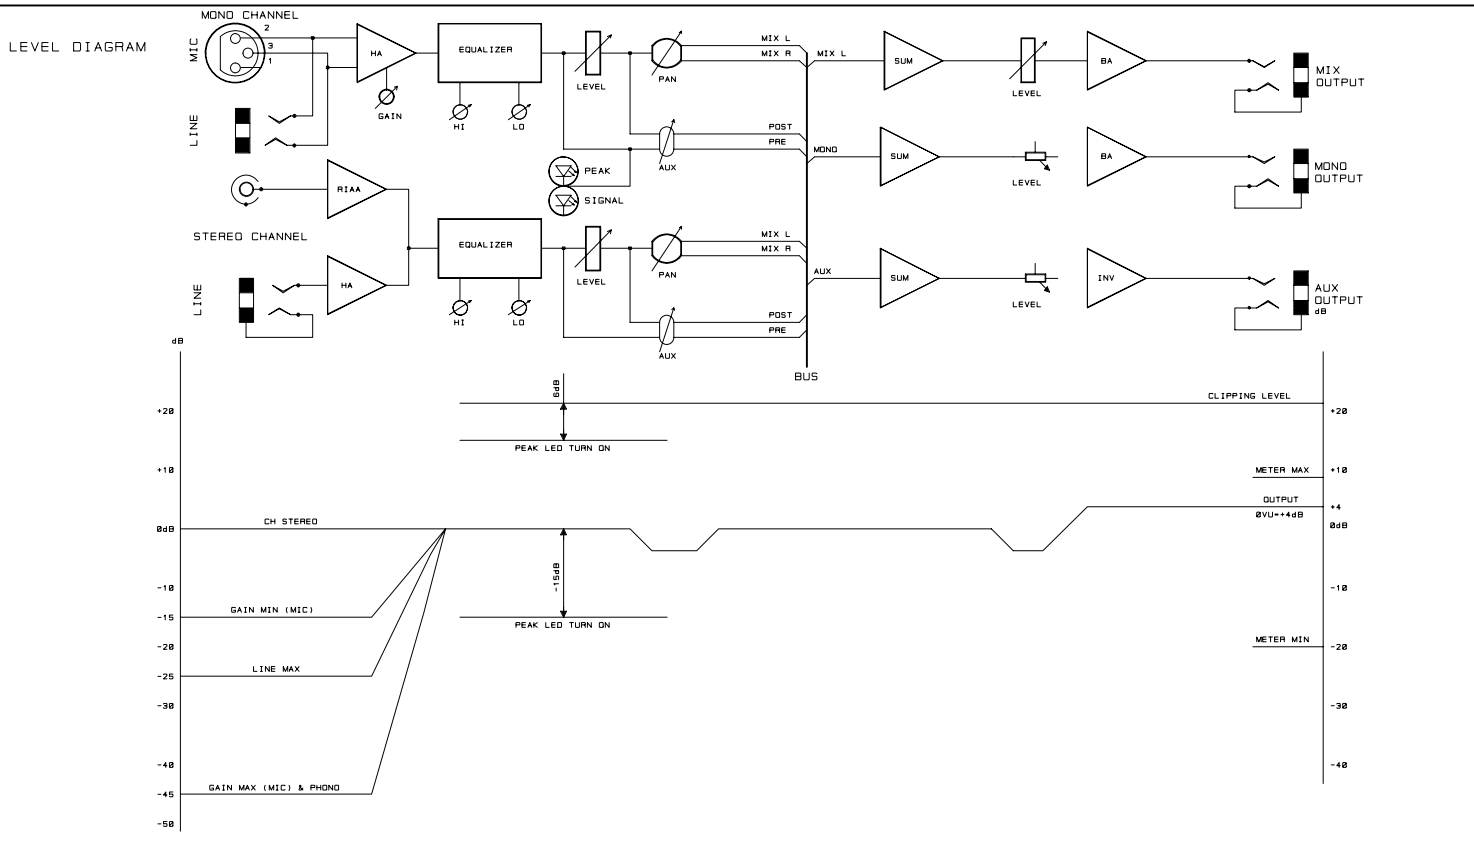 LEVEL DIAGRAM
MONO CHANNEL
MIC
2
3
1
HA
GAIN
EQUALIZER
HI
LO
LEVEL
PAN
MIX L
MIX R
MIX L
SUM
LEVEL
BA
MIX
OUTPUT
LINE
POST
PRE
AUX
MONO
SUM
LEVEL
BA
MONO
OUTPUT
PEAK
SIGNAL
RIAA
STEREO CHANNEL
EQUALIZER
HI
LO
LEVEL
PAN
MIX L
MIX R
AUX
SUM
LEVEL
INV
AUX
OUTPUT
dB
LINE
HA
POST
PRE
AUX
BUS
dB
6dB
CLIPPING LEVEL
+20
+20
PEAK LED TURN ON
+10
METER MAX
+10
OUTPUT
+4
0VU=+4dB
0dB
CH STEREO
0dB
-15dB
-10
-10
GAIN MIN (MIC)
-15
PEAK LED TURN ON
METER MIN
-20
-20
LINE MAX
-25
-30
-30
-40
-40
GAIN MAX (MIC) & PHONO
-45
-50